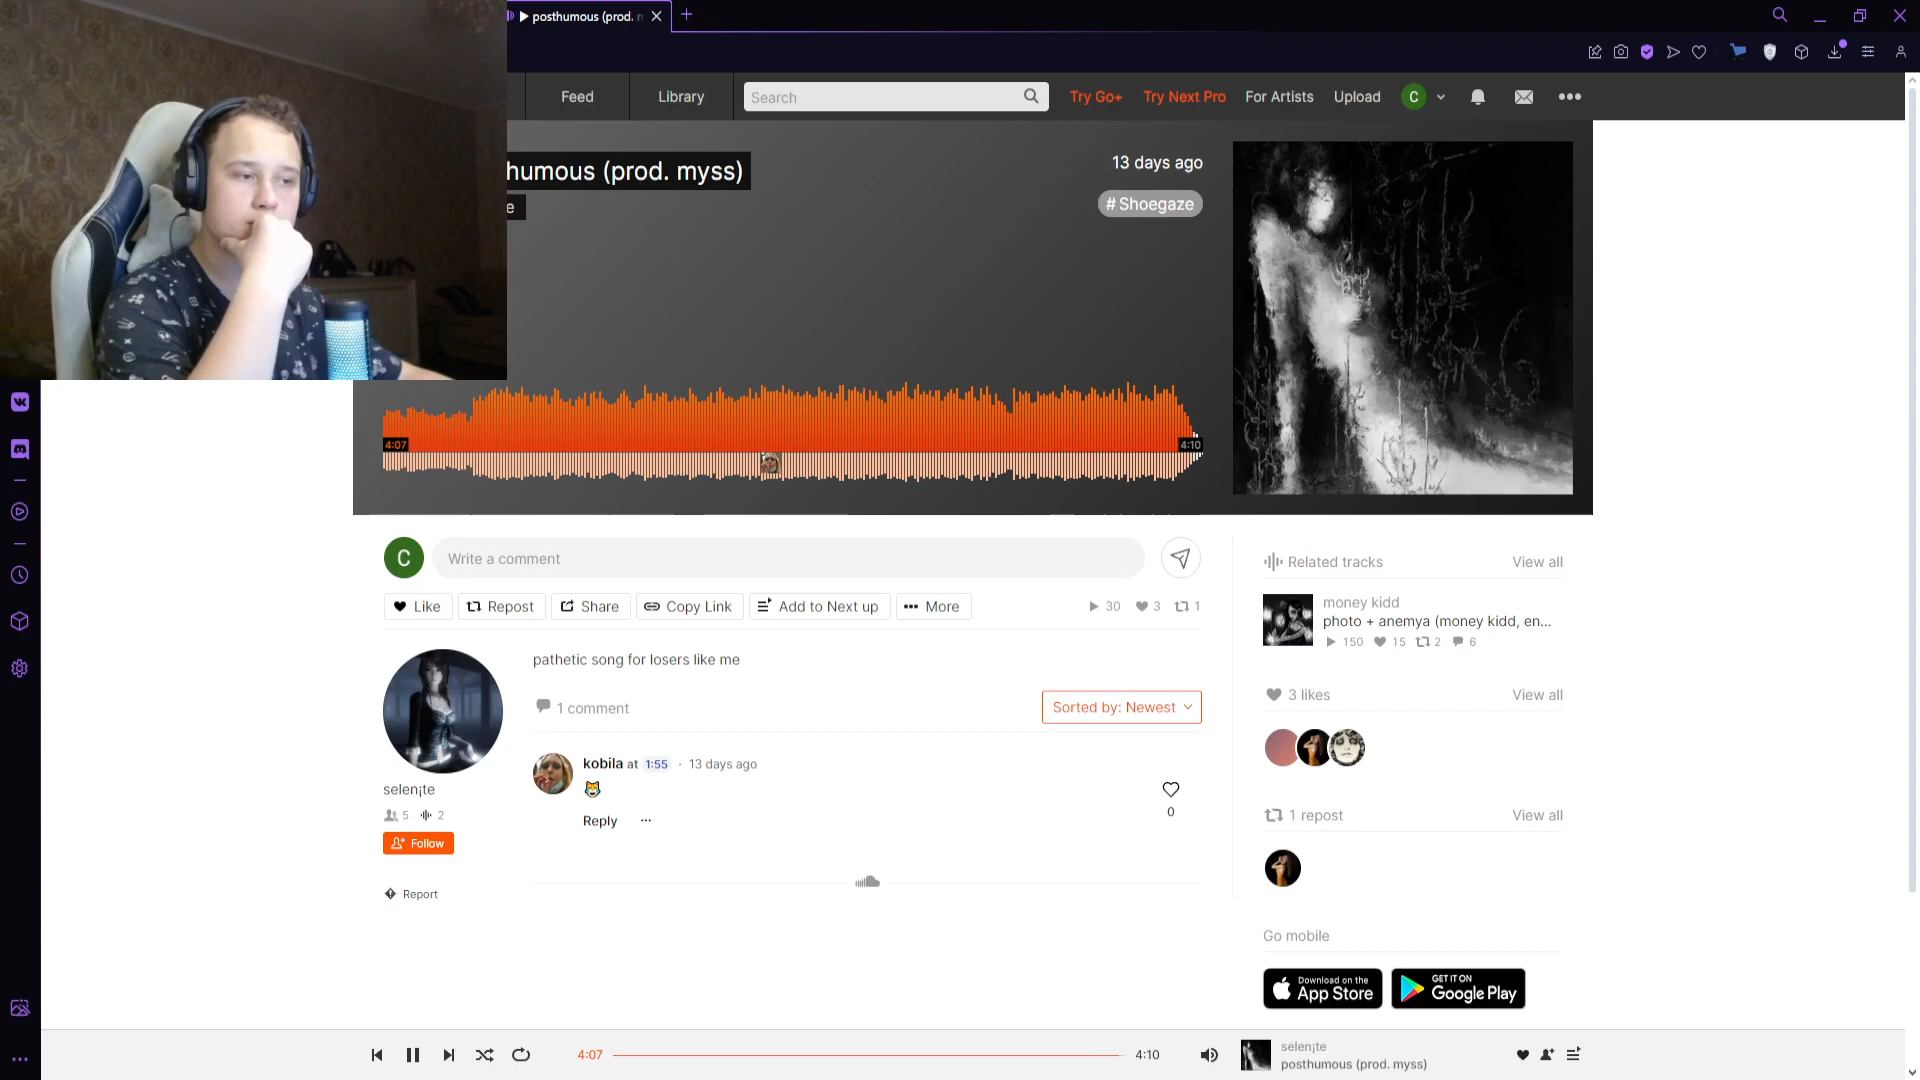 posthumous (prod. m
Feed
Library
Search
Try Go+
Try Next Pro
For Artists
Upload
C
humous (prod. myss)
e
13 days ago
# Shoegaze
4:07
4:10
C
Write a comment
Like
Repost
Share
Copy Link
Add to Next up
More
30
3
1
pathetic song for losers like me
1 comment
Sorted by: Newest
kobila at 1:55 · 13 days ago
Reply
0
selen¡te
5
2
Follow
Report
Related tracks
View all
money kidd
photo + anemya (money kidd, en...
150
15
2
6
3 likes
View all
1 repost
View all
Go mobile
Download on the
App Store
GET IT ON
Google Play
4:07
4:10
selen¡te
posthumous (prod. myss)